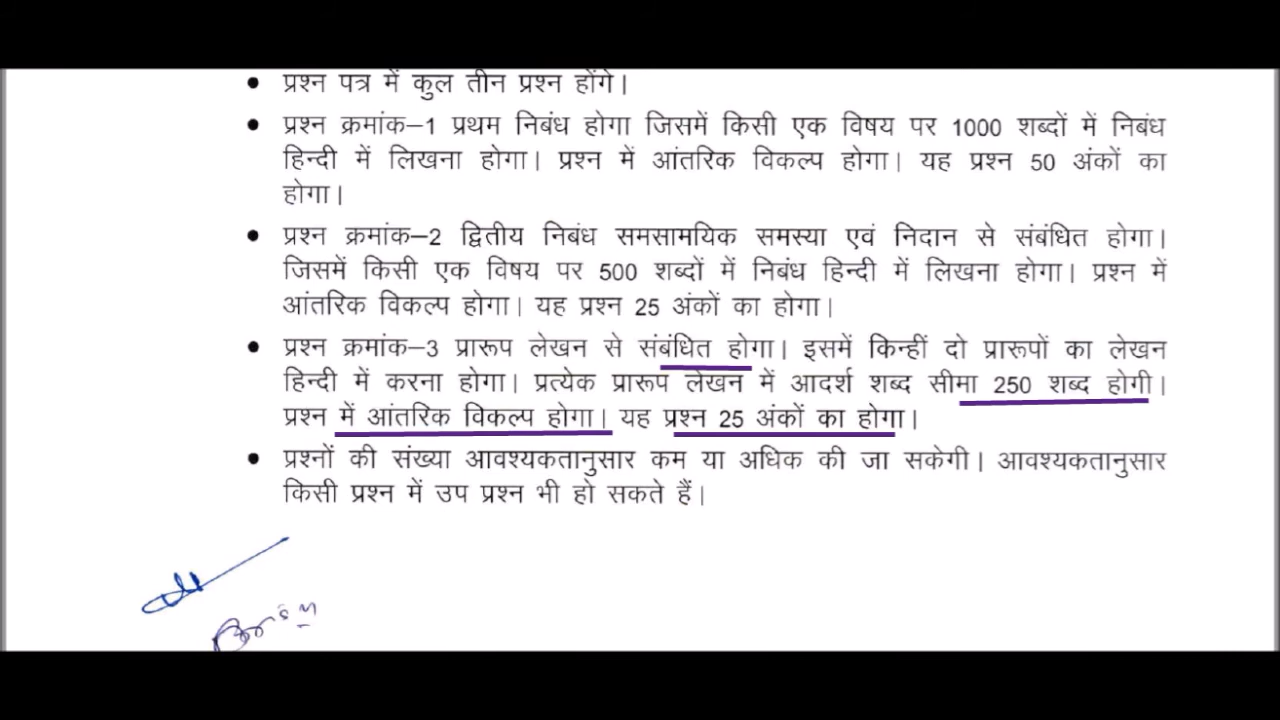 • प्रश्न पत्र में कुल तीन प्रश्न होंगे।
• प्रश्न क्रमांक–1 प्रथम निबंध होगा जिसमें किसी एक विषय पर 1000 शब्दों में निबंध
हिन्दी में लिखना होगा। प्रश्न में आंतरिक विकल्प होगा। यह प्रश्न 50 अंकों का
होगा।
• प्रश्न क्रमांक–2 द्वितीय निबंध समसामयिक समस्या एवं निदान से संबंधित होगा।
जिसमें किसी एक विषय पर 500 शब्दों में निबंध हिन्दी में लिखना होगा। प्रश्न में
आंतरिक विकल्प होगा। यह प्रश्न 25 अंकों का होगा।
• प्रश्न क्रमांक–3 प्रारूप लेखन से संबंधित होगा। इसमें किन्हीं दो प्रारूपों का लेखन
हिन्दी में करना होगा। प्रत्येक प्रारूप लेखन में आदर्श शब्द सीमा 250 शब्द होगी।
प्रश्न में आंतरिक विकल्प होगा। यह प्रश्न 25 अंकों का होगा।
• प्रश्नों की संख्या आवश्यकतानुसार कम या अधिक की जा सकेगी। आवश्यकतानुसार
किसी प्रश्न में उप प्रश्न भी हो सकते हैं।